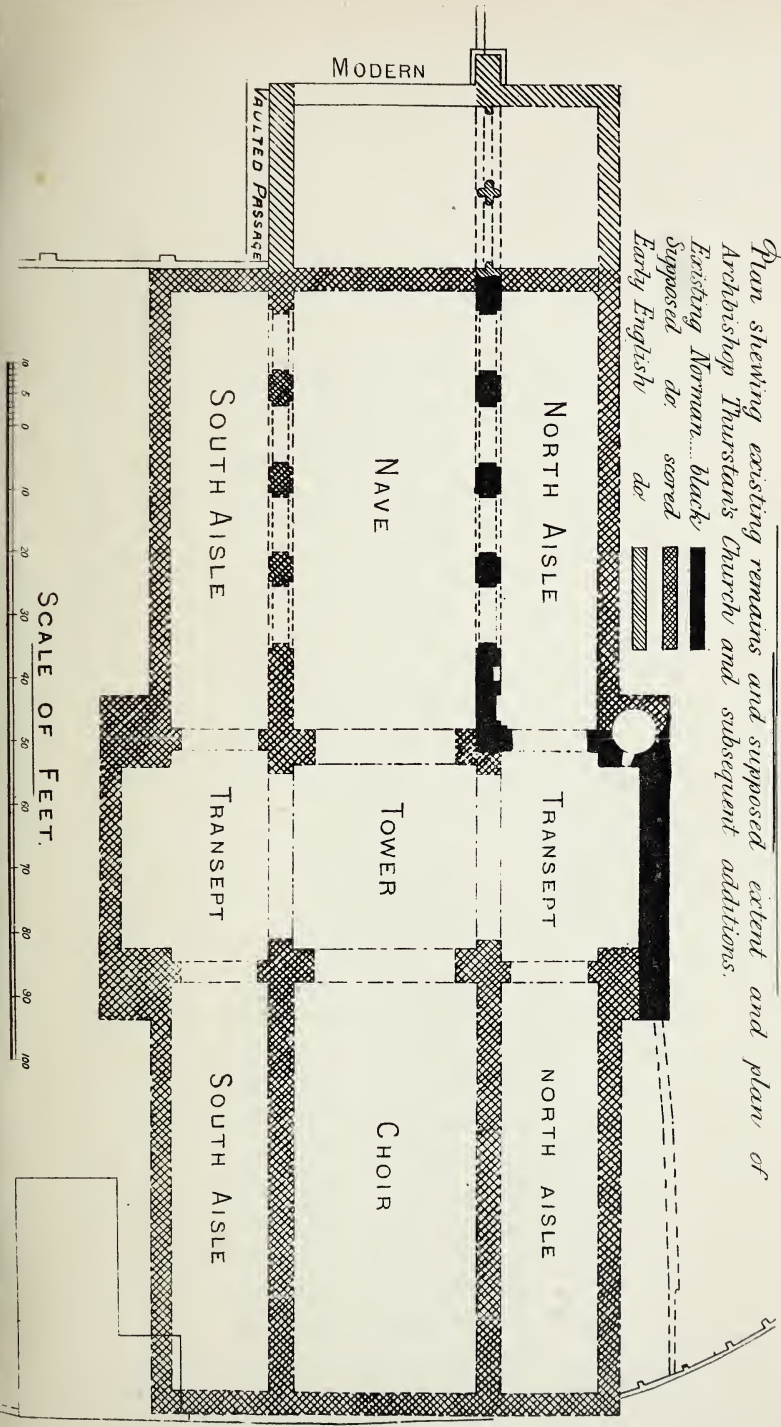 Plan shewing existing remains and supposed extent and plan of
Archbishop Thurstan's Church and subsequent additions.
Existing Norman.... black
Supposed do. scored
Early English do.
MODERN
VAULTED PASSAGE
NORTH AISLE
NAVE
SOUTH AISLE
TRANSEPT
TOWER
TRANSEPT
NORTH AISLE
CHOIR
SOUTH AISLE
10 5 0 10 20 30 40 50 60 70 80 90 100
SCALE OF FEET.